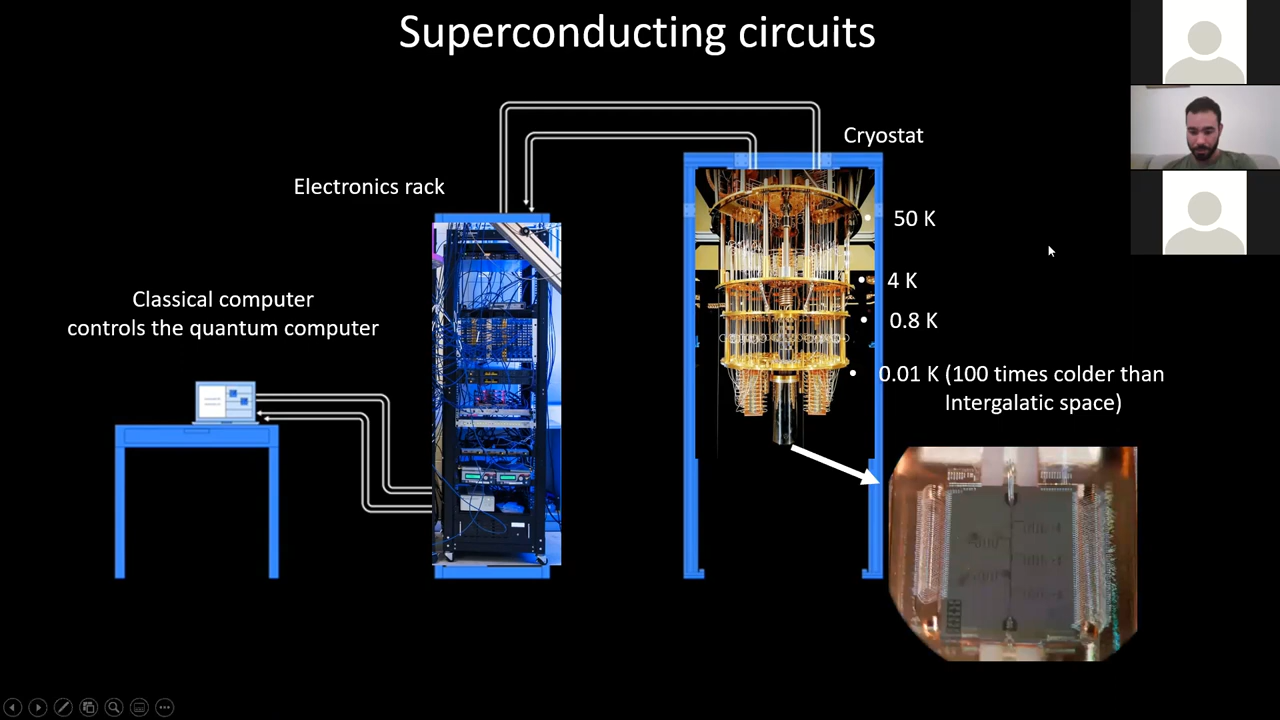 Superconducting circuits
Cryostat
Electronics rack
50 K
4 K
Classical computer
controls the quantum computer
0.8 K
0.01 K (100 times colder than
Intergalatic space)